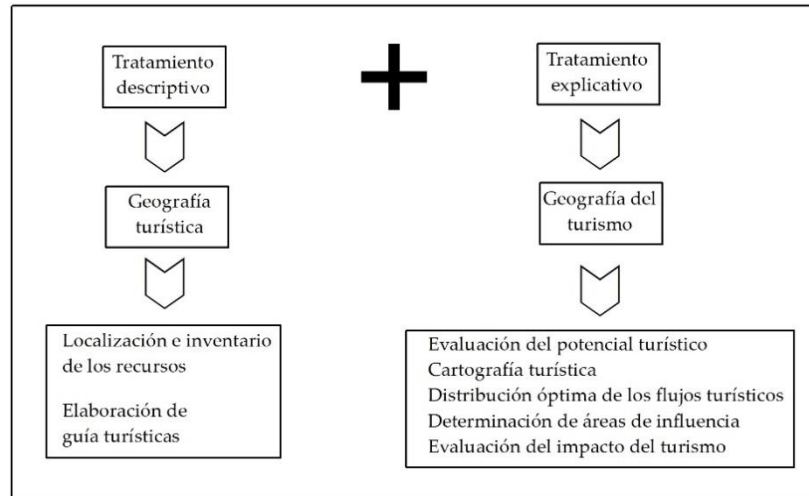 Tratamiento
descriptivo
Geografía
turística
Localización e inventario
de los recursos
Elaboración de
guía turísticas
Tratamiento
explicativo
Geografía del
turismo
Evaluación del potencial turístico
Cartografía turística
Distribución óptima de los flujos turísticos
Determinación de áreas de influencia
Evaluación del impacto del turismo